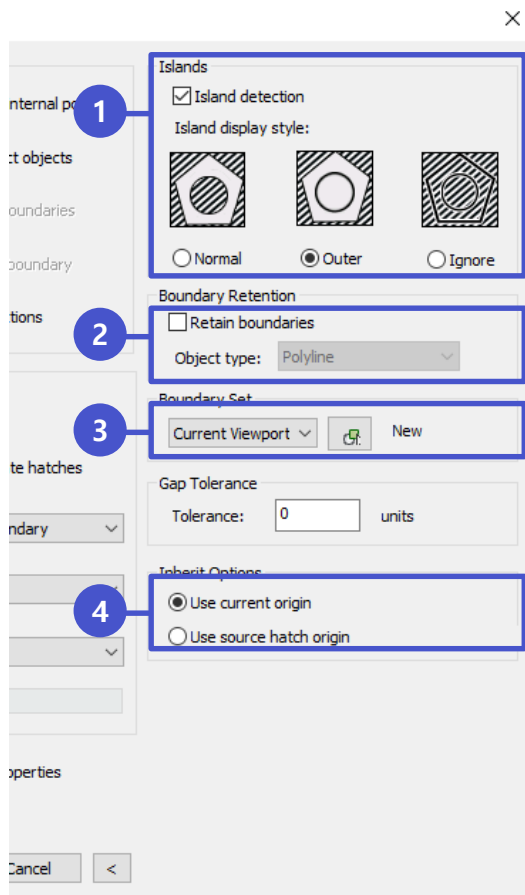 Islands
Island detection
Island display style:
Normal
Outer
Ignore
1
nternal po
ct objects
oundaries
boundary
tions
Boundary Retention
Retain boundaries
Object type:
Polyline
2
Boundary Set
Current Viewport
New
3
te hatches
Gap Tolerance
Tolerance:
0
units
ndary
Inherit Options
Use current origin
Use source hatch origin
4
operties
Cancel
<